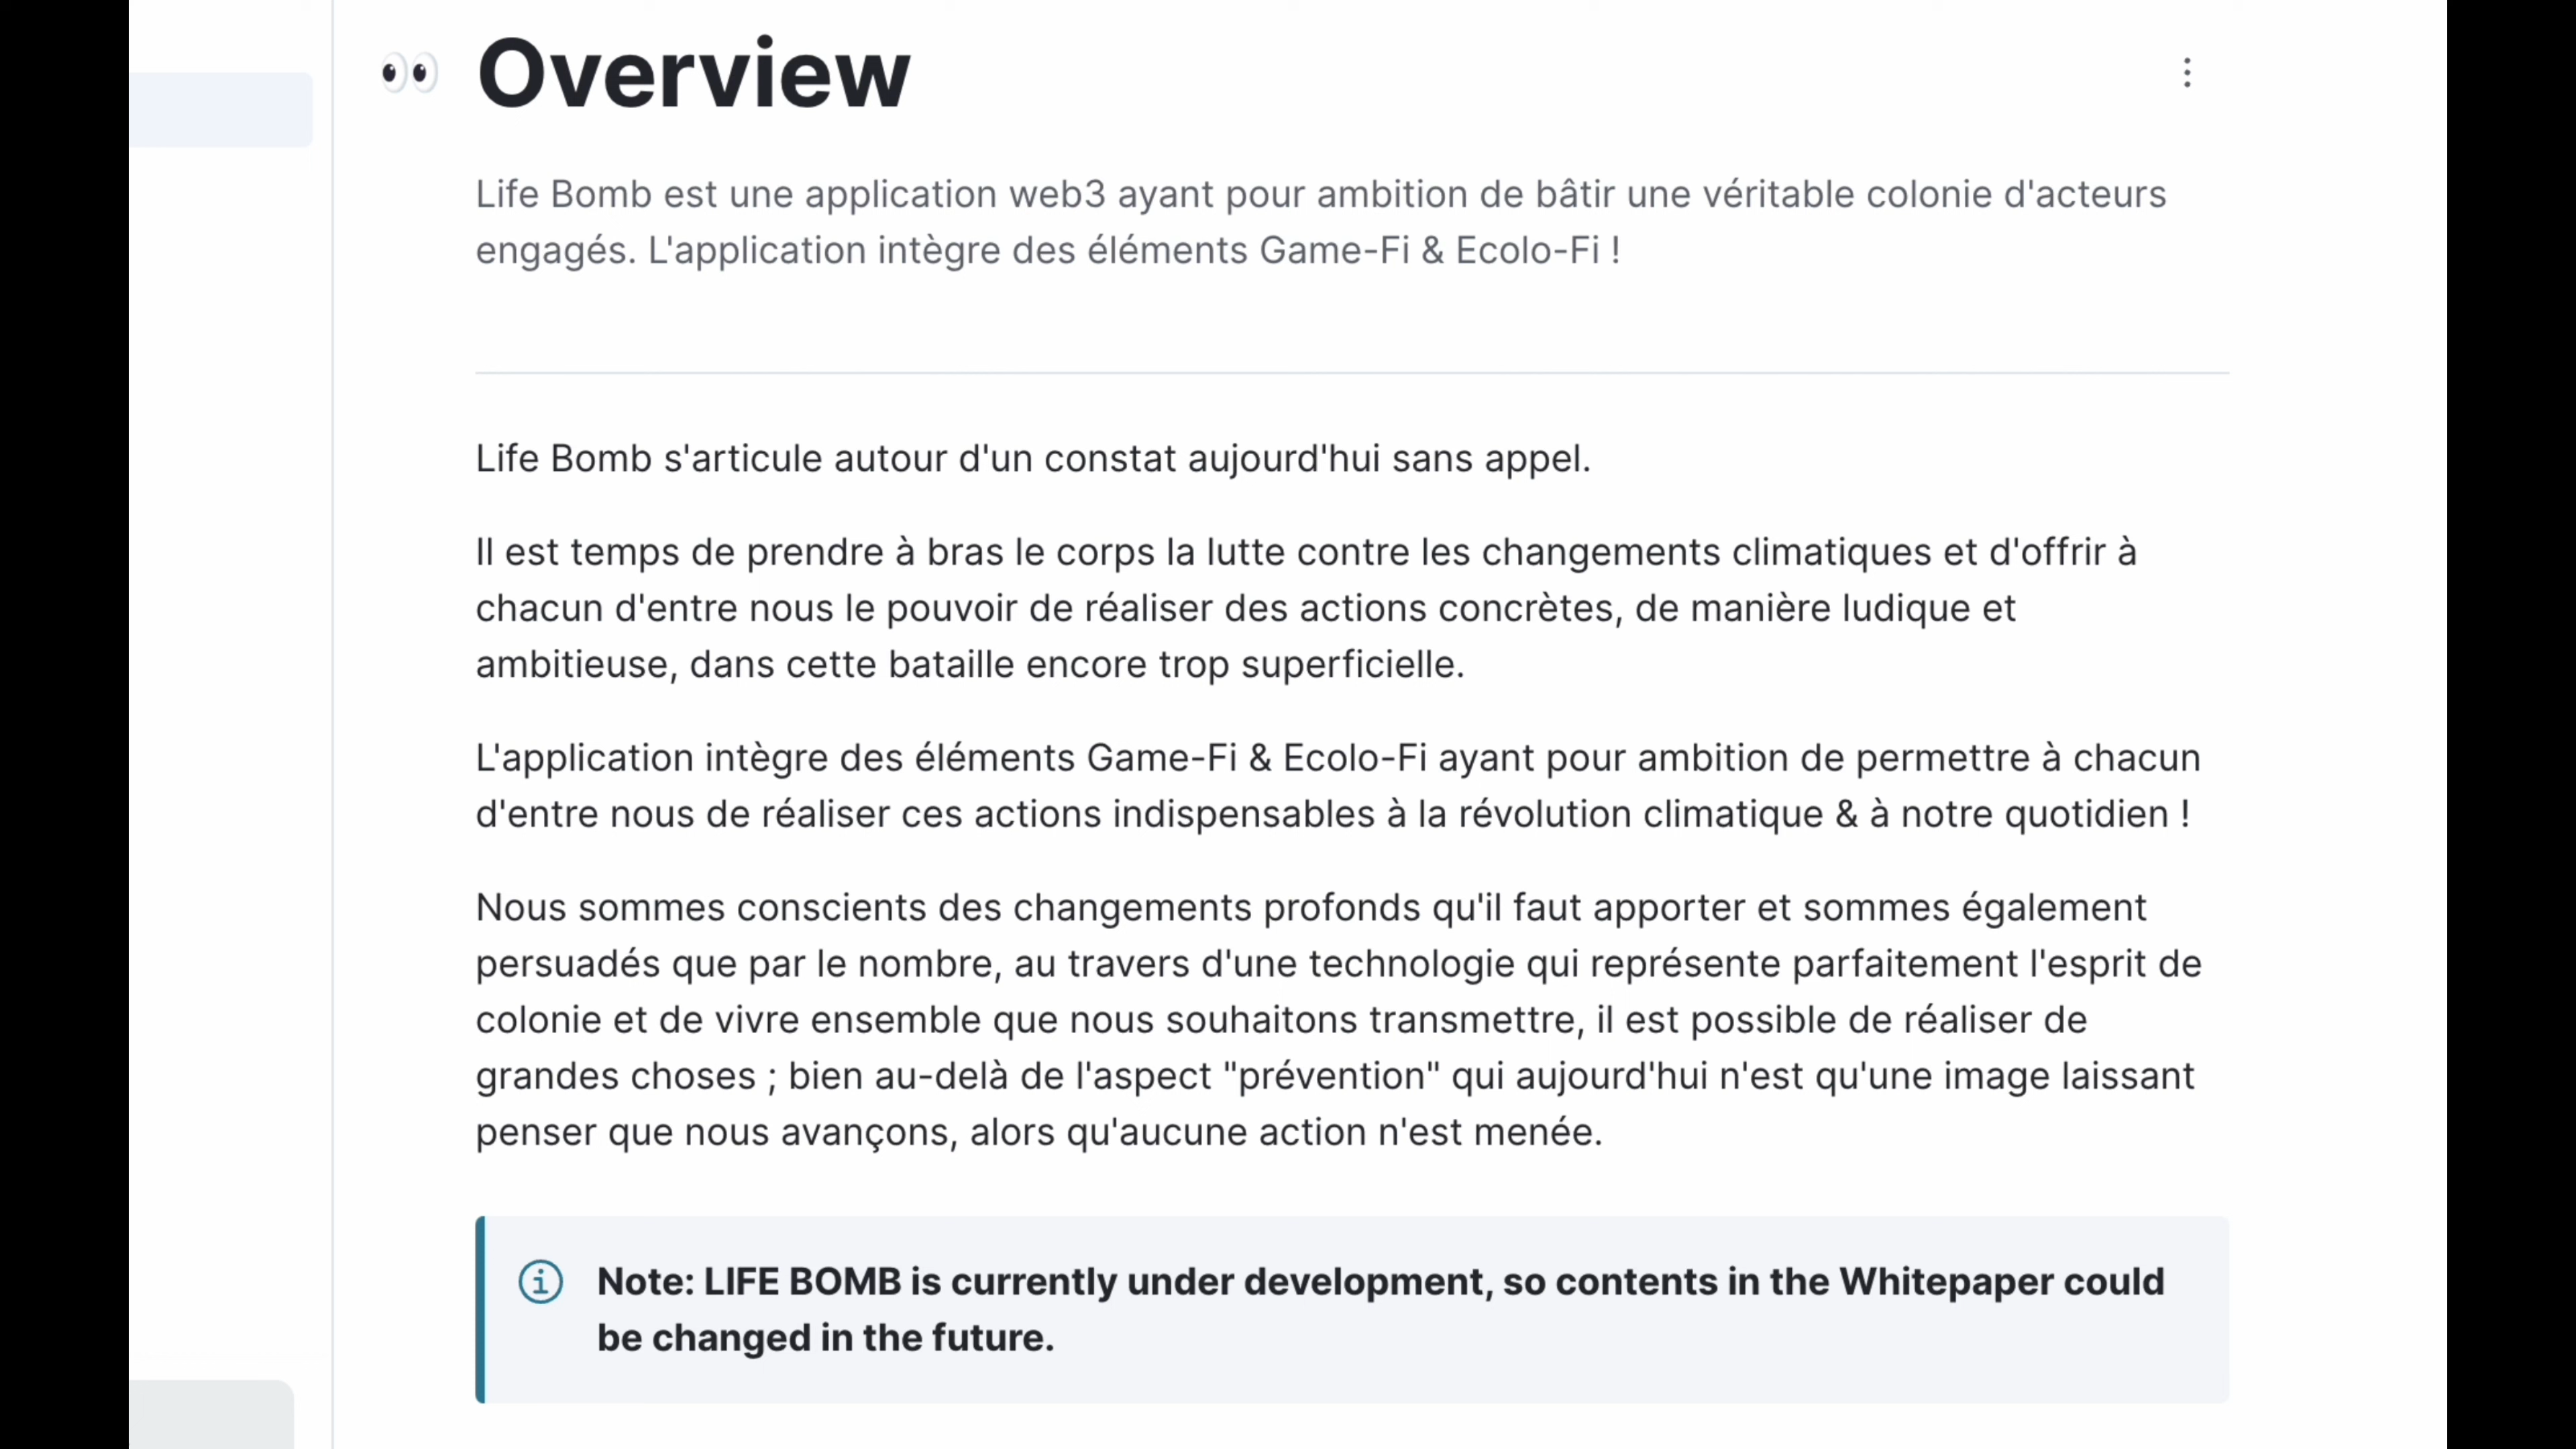 Overview
Life Bomb est une application web3 ayant pour ambition de bâtir une véritable colonie d'acteurs
engagés. L'application intègre des éléments Game-Fi & Ecolo-Fi !
Life Bomb s'articule autour d'un constat aujourd'hui sans appel.
Il est temps de prendre à bras le corps la lutte contre les changements climatiques et d'offrir à
chacun d'entre nous le pouvoir de réaliser des actions concrètes, de manière ludique et
ambitieuse, dans cette bataille encore trop superficielle.
L'application intègre des éléments Game-Fi & Ecolo-Fi ayant pour ambition de permettre à chacun
d'entre nous de réaliser ces actions indispensables à la révolution climatique & à notre quotidien !
Nous sommes conscients des changements profonds qu'il faut apporter et sommes également
persuadés que par le nombre, au travers d'une technologie qui représente parfaitement l'esprit de
colonie et de vivre ensemble que nous souhaitons transmettre, il est possible de réaliser de
grandes choses ; bien au-delà de l'aspect "prévention" qui aujourd'hui n'est qu'une image laissant
penser que nous avançons, alors qu'aucune action n'est menée.
Note: LIFE BOMB is currently under development, so contents in the Whitepaper could
be changed in the future.